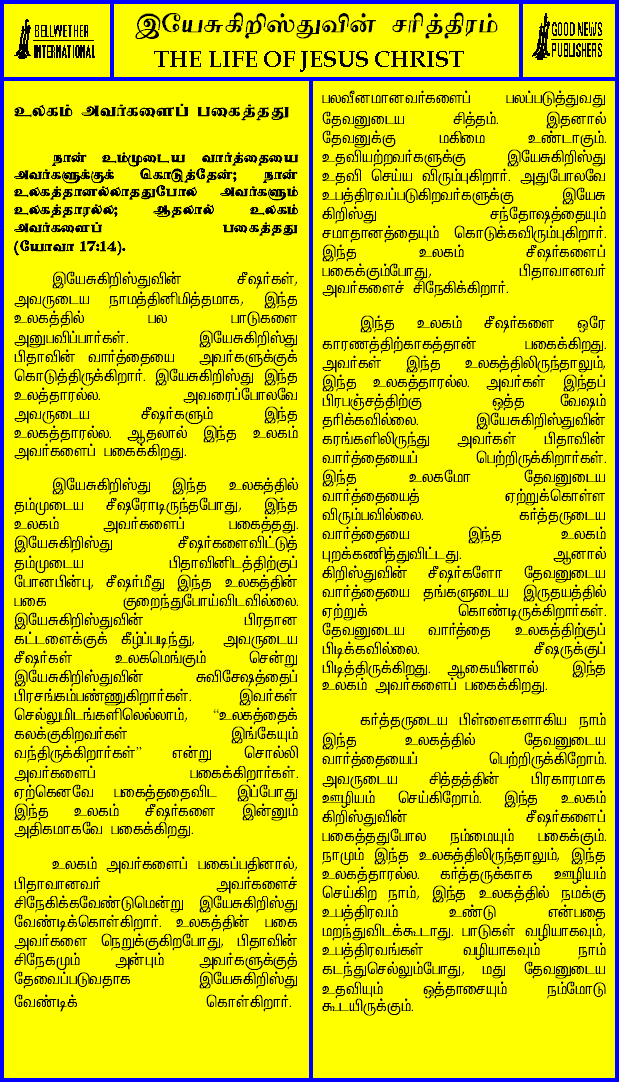 BELLWETHER
INTERNATIONAL
இயேசுகிறிஸ்துவின் சரித்திரம்
THE LIFE OF JESUS CHRIST
GOOD NEWS
PUBLISHERS
உலகம் அவர்களைப் பகைத்தது
நான் உம்முடைய வார்த்தையை
அவர்களுக்குக் கொடுத்தேன்; நான்
உலகத்தானல்லாததுபோல் அவர்களும்
உலகத்தாரல்ல; ஆதலால் உலகம்
அவர்களைப் பகைத்தது
(யோவா 17:14).
இயேசுகிறிஸ்துவின் சீஷர்கள்,
அவருடைய நாமத்தினிமித்தமாக, இந்த
உலகத்தில் பல பாடுகளை
அனுபவிப்பார்கள். இயேசுகிறிஸ்து
பிதாவின் வார்த்தையை அவர்களுக்குக்
கொடுத்திருக்கிறார். இயேசுகிறிஸ்து இந்த
உலத்தாரல்ல. அவரைப்போலவே
அவருடைய சீஷர்களும் இந்த
உலகத்தாரல்ல. ஆதலால் இந்த உலகம்
அவர்களைப் பகைக்கிறது.
இயேசுகிறிஸ்து இந்த உலகத்தில்
தம்முடைய சீஷரோடிருந்தபோது, இந்த
உலகம் அவர்களைப் பகைத்தது.
இயேசுகிறிஸ்து சீஷர்களைவிட்டுத்
தம்முடைய பிதாவினிடத்திற்குப்
போனபின்பு, சீஷர்மீது இந்த உலகத்தின்
பகை குறைந்துபோய்விடவில்லை.
இயேசுகிறிஸ்துவின் பிரதான
கட்டளைக்குக் கீழ்ப்படிந்து, அவருடைய
சீஷர்கள் உலகமெங்கும் சென்று
இயேசுகிறிஸ்துவின் சுவிசேஷத்தைப்
பிரசங்கம்பண்ணுகிறார்கள். இவர்கள்
செல்லுமிடங்களிலெல்லாம், “உலகத்தைக்
கலக்குகிறவர்கள் இங்கேயும்
வந்திருக்கிறார்கள்” என்று சொல்லி
அவர்களைப் பகைக்கிறார்கள்.
ஏற்கெனவே பகைத்ததைவிட இப்போது
இந்த உலகம் சீஷர்களை இன்னும்
அதிகமாகவே பகைக்கிறது.
உலகம் அவர்களைப் பகைப்பதினால்,
பிதாவானவர் அவர்களைச்
சிநேகிக்கவேண்டுமென்று இயேசுகிறிஸ்து
வேண்டிக்கொள்கிறார். உலகத்தின் பகை
அவர்களை நெறுக்குகிறபோது, பிதாவின்
சிநேகமும் அன்பும் அவர்களுக்குத்
தேவைப்படுவதாக இயேசுகிறிஸ்து
வேண்டிக் கொள்கிறார்.
பலவீனமானவர்களைப் பலப்படுத்துவது
தேவனுடைய சித்தம். இதனால்
தேவனுக்கு மகிமை உண்டாகும்.
உதவியற்றவர்களுக்கு இயேசுகிறிஸ்து
உதவி செய்ய விரும்புகிறார். அதுபோலவே
உபத்திரவப்படுகிறவர்களுக்கு இயேசு
கிறிஸ்து சந்தோஷத்தையும்
சமாதானத்தையும் கொடுக்கவிரும்புகிறார்.
இந்த உலகம் சீஷர்களைப்
பகைக்கும்போது, பிதாவானவர்
அவர்களைச் சிநேகிக்கிறார்.
இந்த உலகம் சீஷர்களை ஒரே
காரணத்திற்காகத்தான் பகைக்கிறது.
அவர்கள் இந்த உலகத்திலிருந்தாலும்,
இந்த உலகத்தாரல்ல. அவர்கள் இந்தப்
பிரபஞ்சத்திற்கு ஒத்த வேஷம்
தரிக்கவில்லை. இயேசுகிறிஸ்துவின்
கரங்களிலிருந்து அவர்கள் பிதாவின்
வார்த்தையைப் பெற்றிருக்கிறார்கள்.
இந்த உலகமோ தேவனுடைய
வார்த்தையைத் ஏற்றுக்கொள்ள
விரும்பவில்லை. கர்த்தருடைய
வார்த்தையை இந்த உலகம்
புறக்கணித்துவிட்டது. ஆனால்
கிறிஸ்துவின் சீஷர்களோ தேவனுடைய
வார்த்தையை தங்களுடைய இருதயத்தில்
ஏற்றுக் கொண்டிருக்கிறார்கள்.
தேவனுடைய வார்த்தை உலகத்திற்குப்
பிடிக்கவில்லை. சீஷருக்குப்
பிடித்திருக்கிறது. ஆகையினால் இந்த
உலகம் அவர்களைப் பகைக்கிறது.
கர்த்தருடைய பிள்ளைகளாகிய நாம்
இந்த உலகத்தில் தேவனுடைய
வார்த்தையைப் பெற்றிருக்கிறோம்.
அவருடைய சித்தத்தின் பிரகாரமாக
ஊழியம் செய்கிறோம். இந்த உலகம்
கிறிஸ்துவின் சீஷர்களைப்
பகைத்ததுபோல நம்மையும் பகைக்கும்.
நாமும் இந்த உலகத்திலிருந்தாலும், இந்த
உலகத்தாரல்ல. கர்த்தருக்காக ஊழியம்
செய்கிற நாம், இந்த உலகத்தில் நமக்கு
உபத்திரவம் உண்டு என்பதை
மறந்துவிடக்கூடாது. பாடுகள் வழியாகவும்,
உபத்திரவங்கள் வழியாகவும் நாம்
கடந்துசெல்லும்போது, மது தேவனுடைய
உதவியும் ஒத்தாசையும் நம்மோடு
கூடயிருக்கும்.